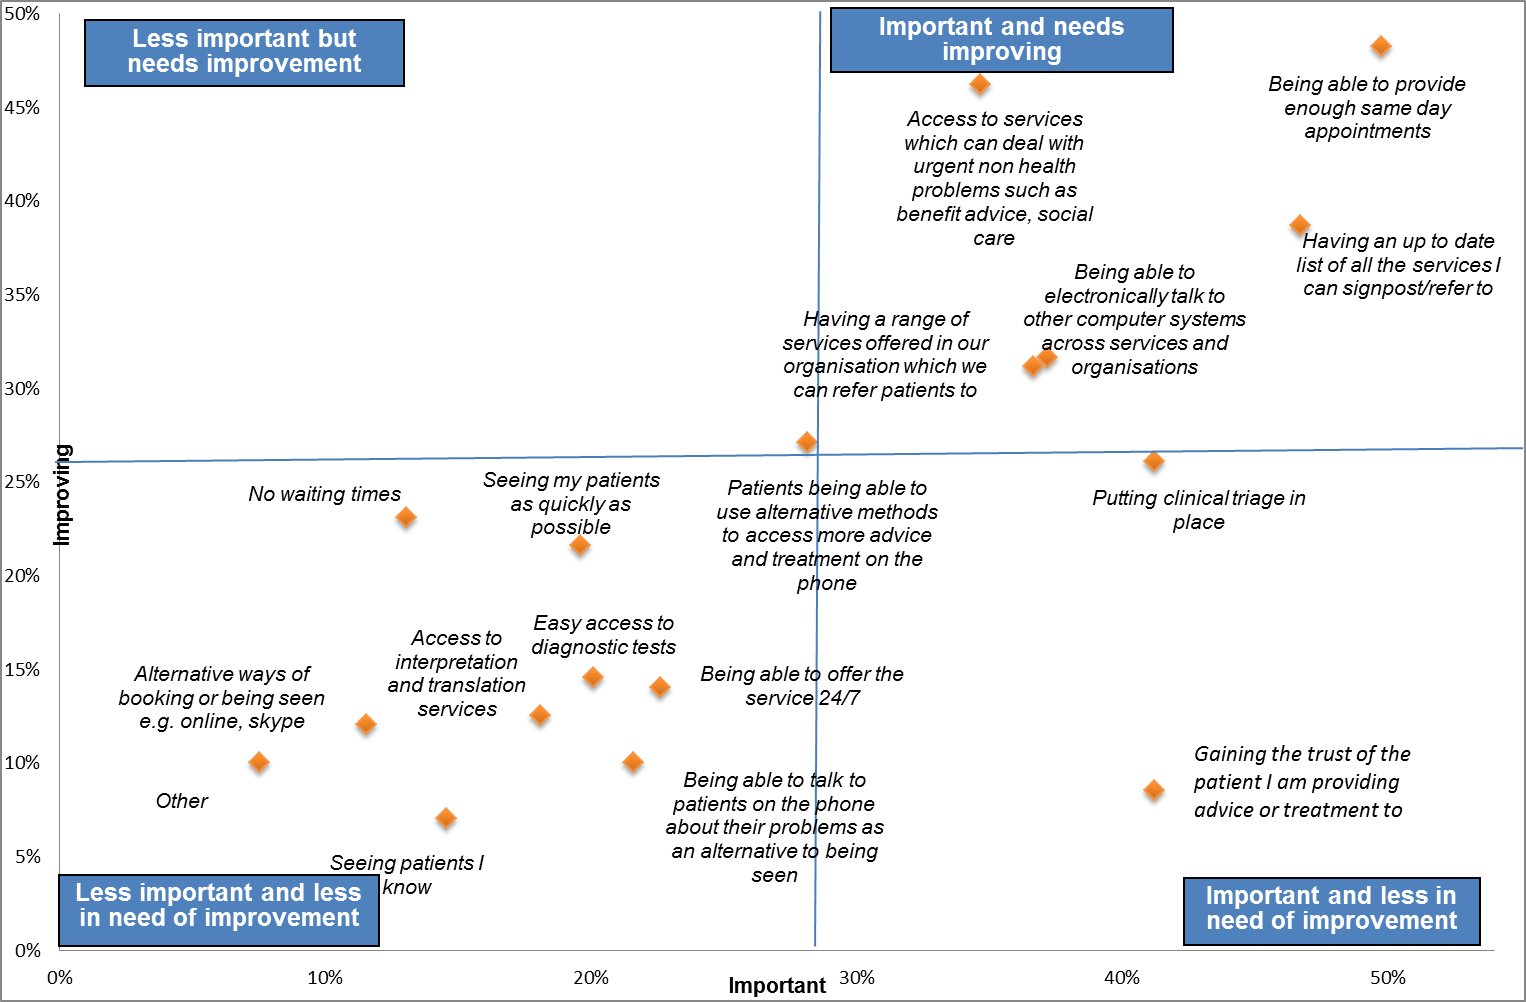 50%
Less important but
needs improvement
Important and needs
improving
Being able to provide
enough same day
appointments
45%
Access to services
which can deal with
urgent non health
problems such as
benefit advice, social
care
40%
Having an up to date
list of all the services I
can signpost/refer to
35%
Being able to
electronically talk to
other computer systems
across services and
organisations
Having a range of
services offered in our
organisation which we
can refer patients to
30%
Improving
25%
No waiting times
Seeing my patients
as quickly as
possible
Patients being able to
use alternative methods
to access more advice
and treatment on the
phone
Putting clinical triage in
place
20%
Easy access to
diagnostic tests
Access to
interpretation
and translation
services
15%
Alternative ways of
booking or being seen
e.g. online, skype
Being able to offer the
service 24/7
10%
Other
Being able to talk to
patients on the phone
about their problems as
an alternative to being
seen
Gaining the trust of the
patient I am providing
advice or treatment to
5%
Seeing patients I
know
Less important and less
in need of improvement
Important and less in
need of improvement
0%
0%
10%
20%
30%
40%
50%
Important